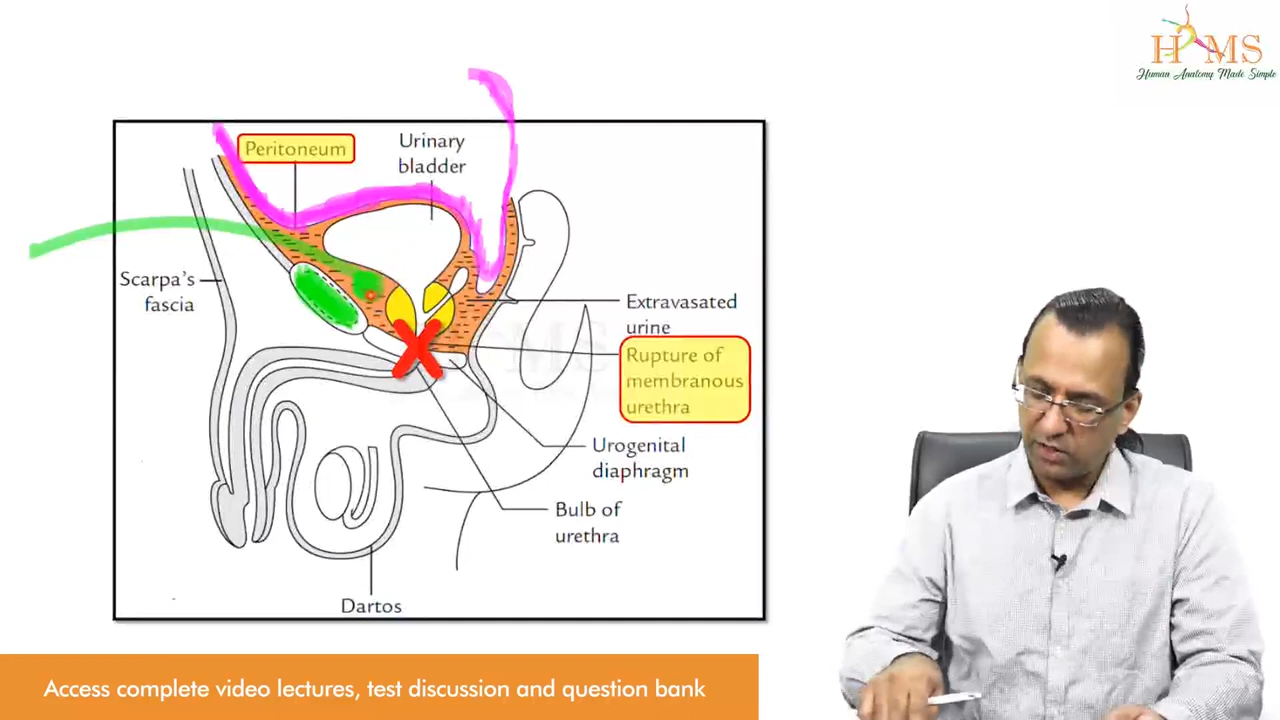 HAMS
Human Anatomy Made Simple
Peritoneum
Urinary
bladder
Scarpa's
fascia
Extravasated
urine
Rupture of
membranous
urethra
Urogenital
diaphragm
Bulb of
urethra
Dartos
Access complete video lectures, test discussion and question bank